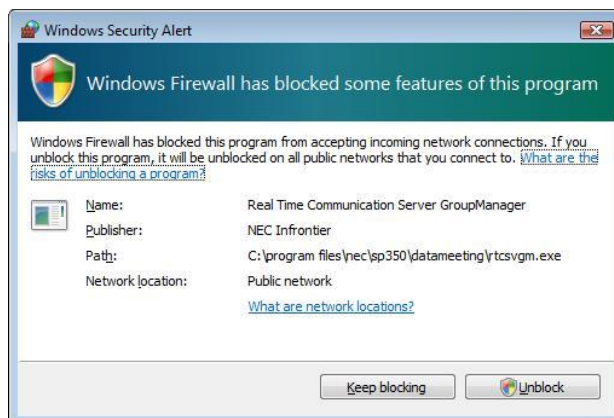 Windows Security Alert
Windows Firewall has blocked some features of this program
Windows Firewall has blocked this program from accepting incoming network connections. If you
unblock this program, it will be unblocked on all public networks that you connect to. What are the
risks of unblocking a program?
Name: Real Time Communication Server GroupManager
Publisher: NEC Infrontier
Path: C:\program files\nec\sp350\datameeting\rtcsvgm.exe
Network location: Public network
What are network locations?
Keep blocking Unblock